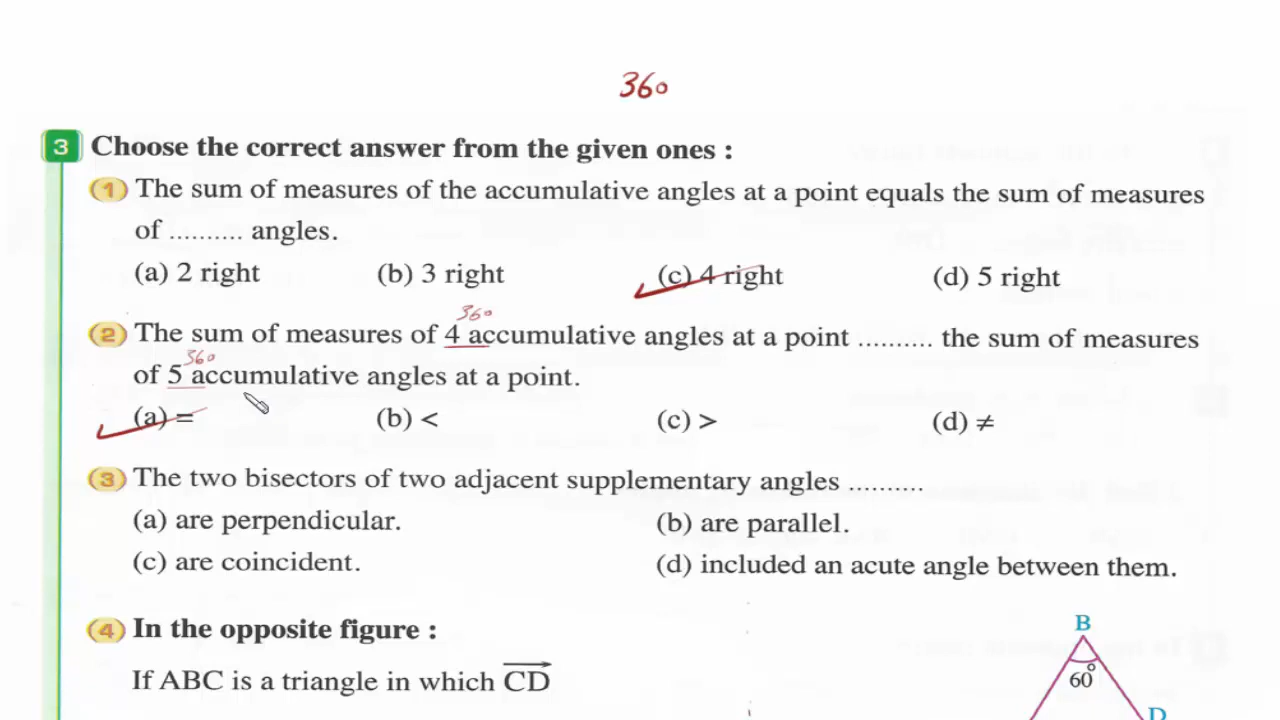 360
3 Choose the correct answer from the given ones :
1 The sum of measures of the accumulative angles at a point equals the sum of measures
of .......... angles.
(a) 2 right (b) 3 right (c) 4 right (d) 5 right
360
2 The sum of measures of 4 accumulative angles at a point .......... the sum of measures
360
of 5 accumulative angles at a point.
(a) = (b) < (c) > (d) ≠
3 The two bisectors of two adjacent supplementary angles ..........
(a) are perpendicular. (b) are parallel.
(c) are coincident. (d) included an acute angle between them.
4 In the opposite figure :
B
If ABC is a triangle in which CD
60°
D